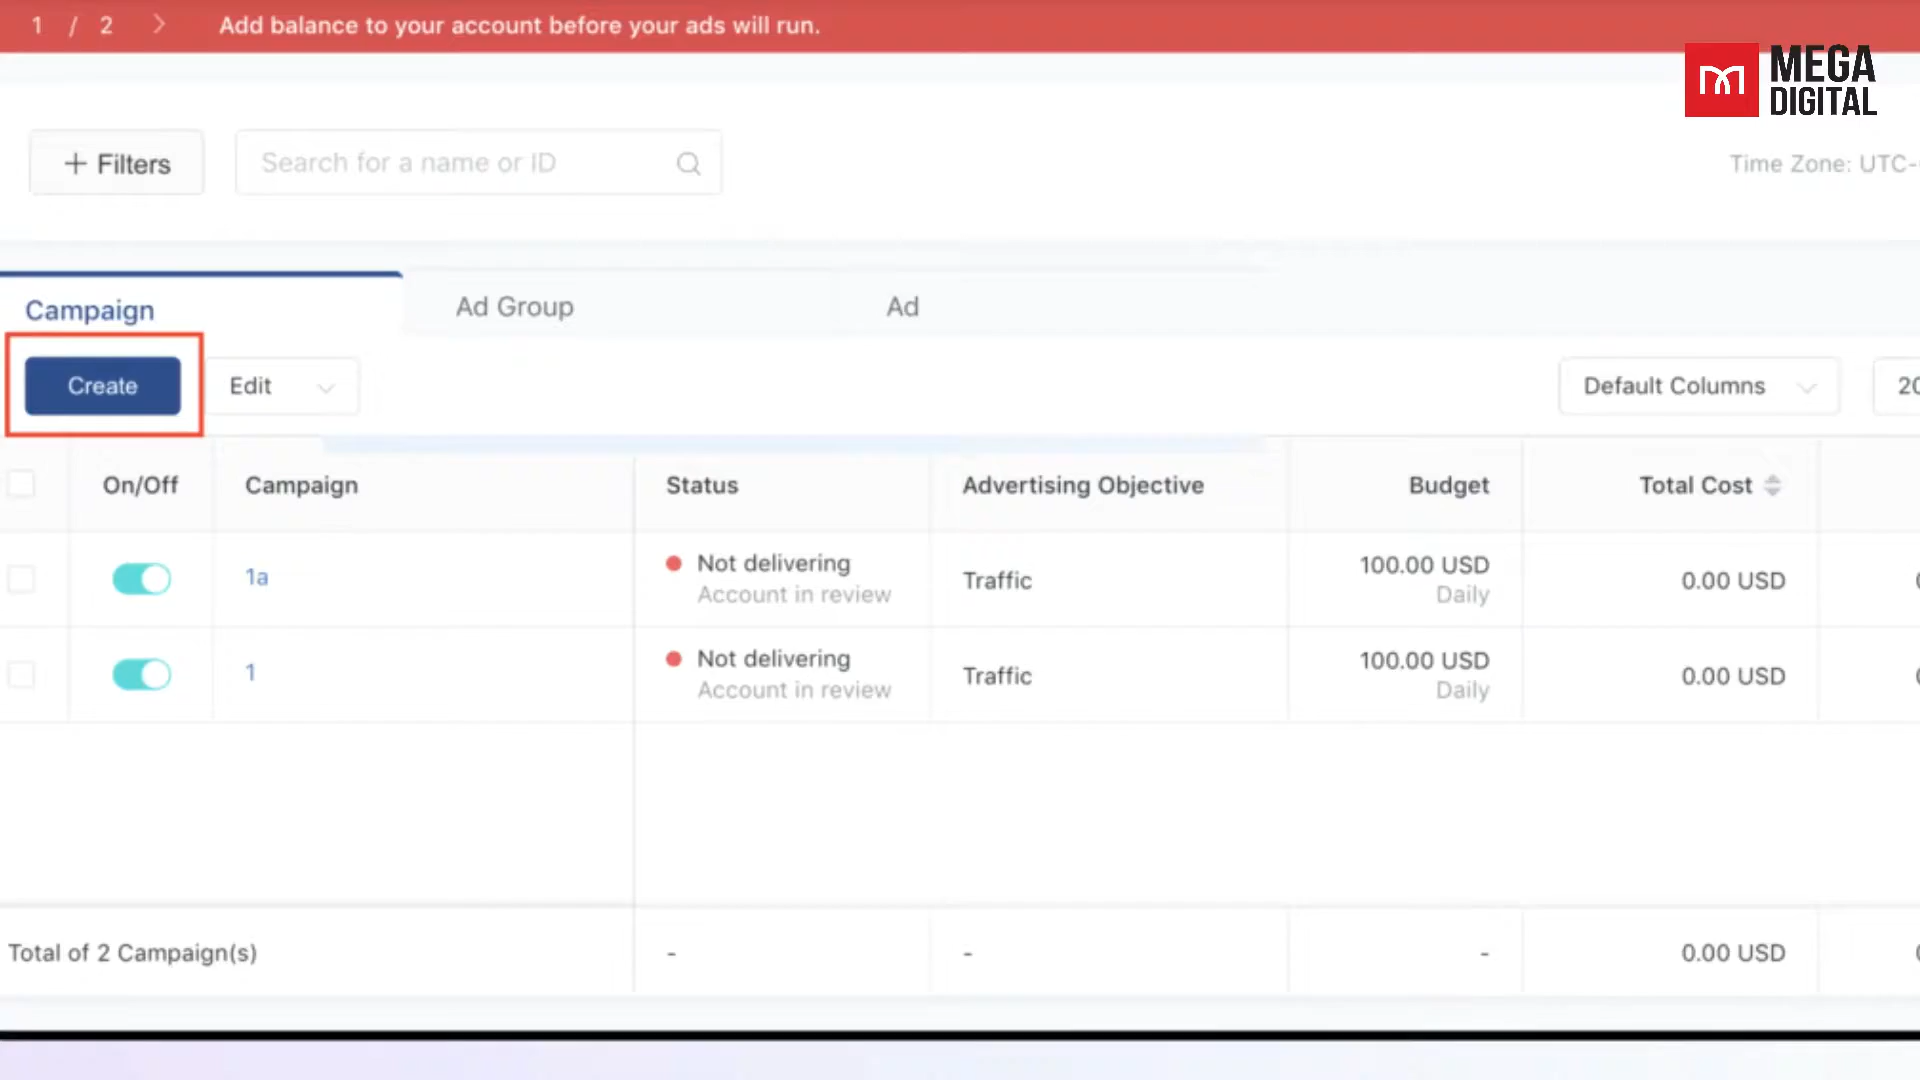 1 / 2 > Add balance to your account before your ads will run.
MEGA
DIGITAL
+ Filters
Search for a name or ID
Time Zone: UTC-
Campaign
Ad Group
Ad
Create
Edit
Default Columns
20
On/Off
Campaign
Status
Advertising Objective
Budget
Total Cost
1a
Not delivering
Account in review
Traffic
100.00 USD
Daily
0.00 USD
1
Not delivering
Account in review
Traffic
100.00 USD
Daily
0.00 USD
Total of 2 Campaign(s)
-
-
-
0.00 USD